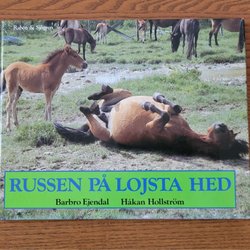 Rabén & Sjögren
RUSSEN PÅ LOJSTA HED
Barbro Ejendal Håkan Hollström